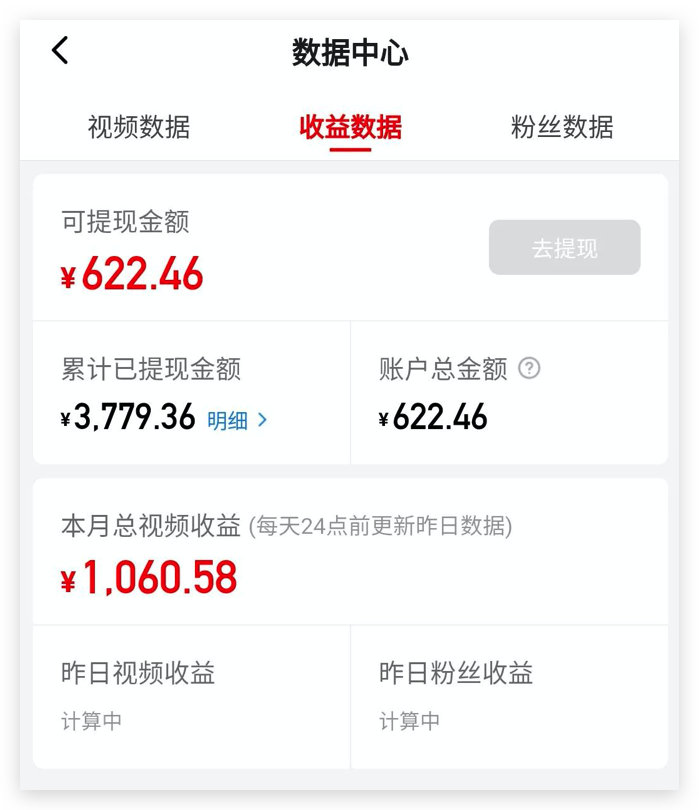 数据中心
视频数据 收益数据 粉丝数据
可提现金额
¥622.46
去提现
累计已提现金额
¥3,779.36 明细
账户总金额 ?
¥622.46
本月总视频收益 (每天24点前更新昨日数据)
¥1,060.58
昨日视频收益
计算中
昨日粉丝收益
计算中